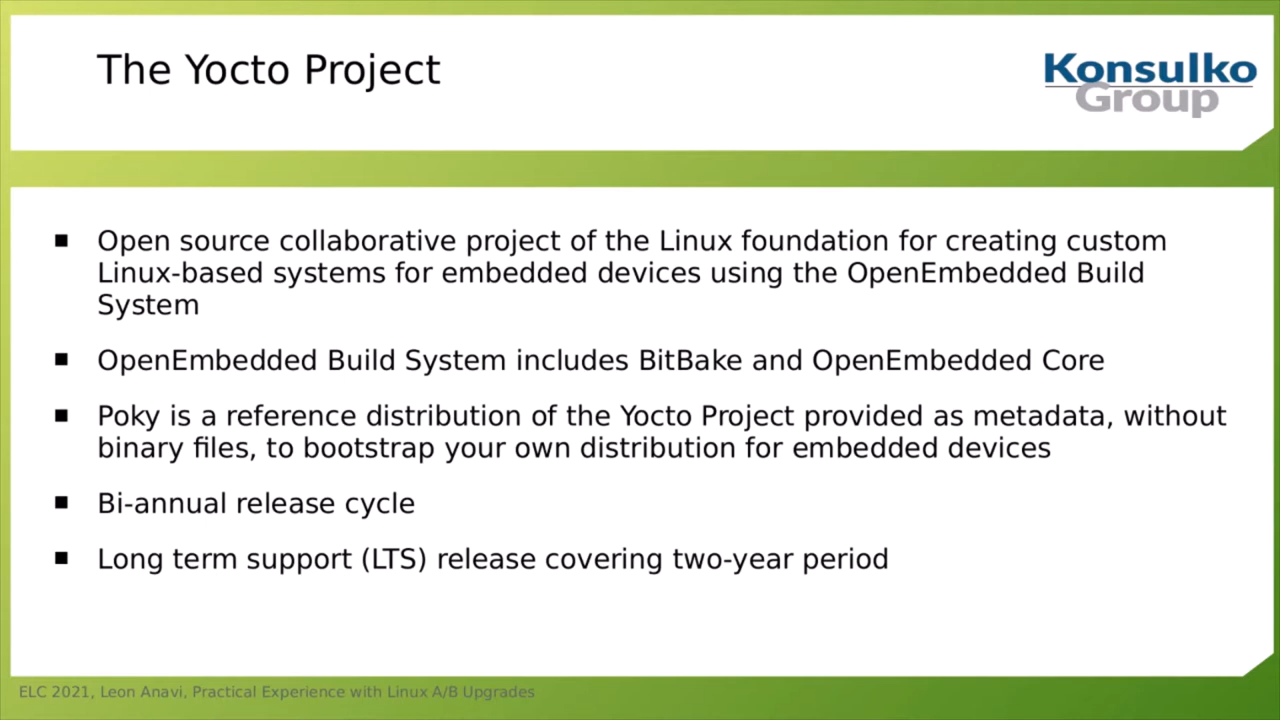 The Yocto Project
Konsulko
Group
■ Open source collaborative project of the Linux foundation for creating custom
Linux-based systems for embedded devices using the OpenEmbedded Build
System
■ OpenEmbedded Build System includes BitBake and OpenEmbedded Core
■ Poky is a reference distribution of the Yocto Project provided as metadata, without
binary files, to bootstrap your own distribution for embedded devices
■ Bi-annual release cycle
■ Long term support (LTS) release covering two-year period
ELC 2021, Leon Anavi, Practical Experience with Linux A/B Upgrades